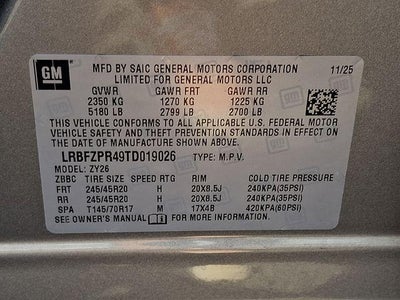 GM
MFD BY SAIC GENERAL MOTORS CORPORATION 11/25
LIMITED FOR GENERAL MOTORS LLC
GVWR GAWR FRT GAWR RR
2350 KG 1270 KG 1225 KG
5180 LB 2799 LB 2700 LB
THIS VEHICLE CONFORMS TO ALL APPLICABLE U.S. FEDERAL MOTOR
VEHICLE SAFETY AND THEFT PREVENTION STANDARDS IN EFFECT ON
THE DATE OF MANUFACTURE SHOWN ABOVE.
LRBFZPR49TD019026 TYPE: M.P.V.
MODEL: ZY26
ZBBC TIRE SIZE SPEED RTG RIM COLD TIRE PRESSURE
FRT 245/45R20 H 20X8.5J 240KPA(35PSI)
RR 245/45R20 H 20X8.5J 240KPA(35PSI)
SPA T145/70R17 M 17X4B 420KPA(60PSI)
SEE OWNER'S MANUAL FOR MORE INFORMATION.